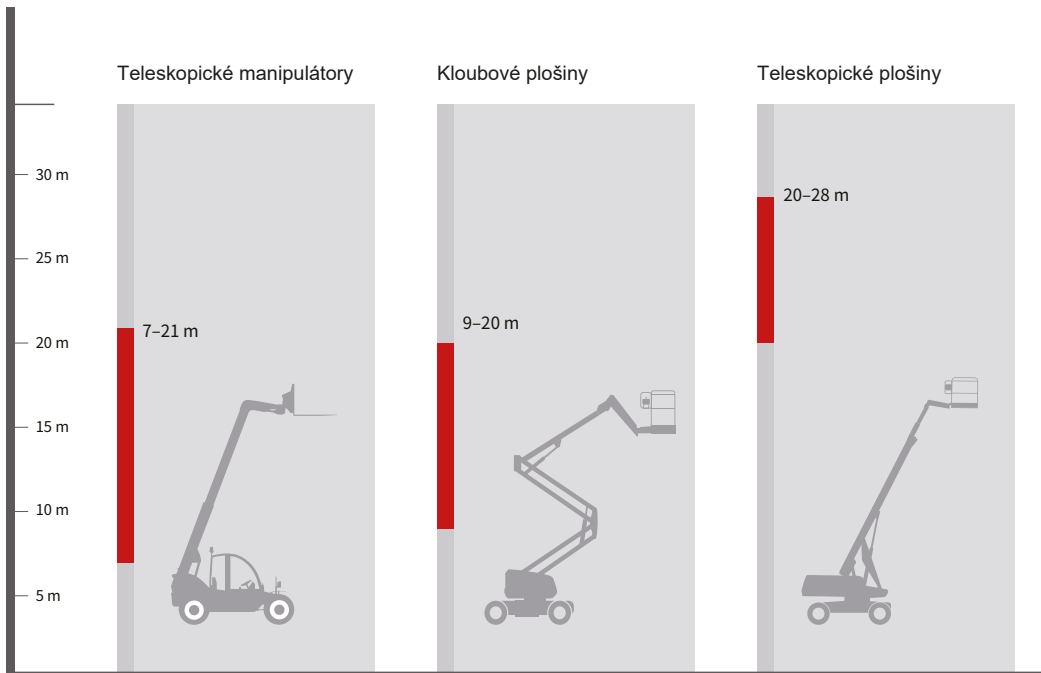 Teleskopické manipulátory
Kloubové plošiny
Teleskopické plošiny
30 m
20–28 m
25 m
7–21 m
9–20 m
20 m
15 m
10 m
5 m